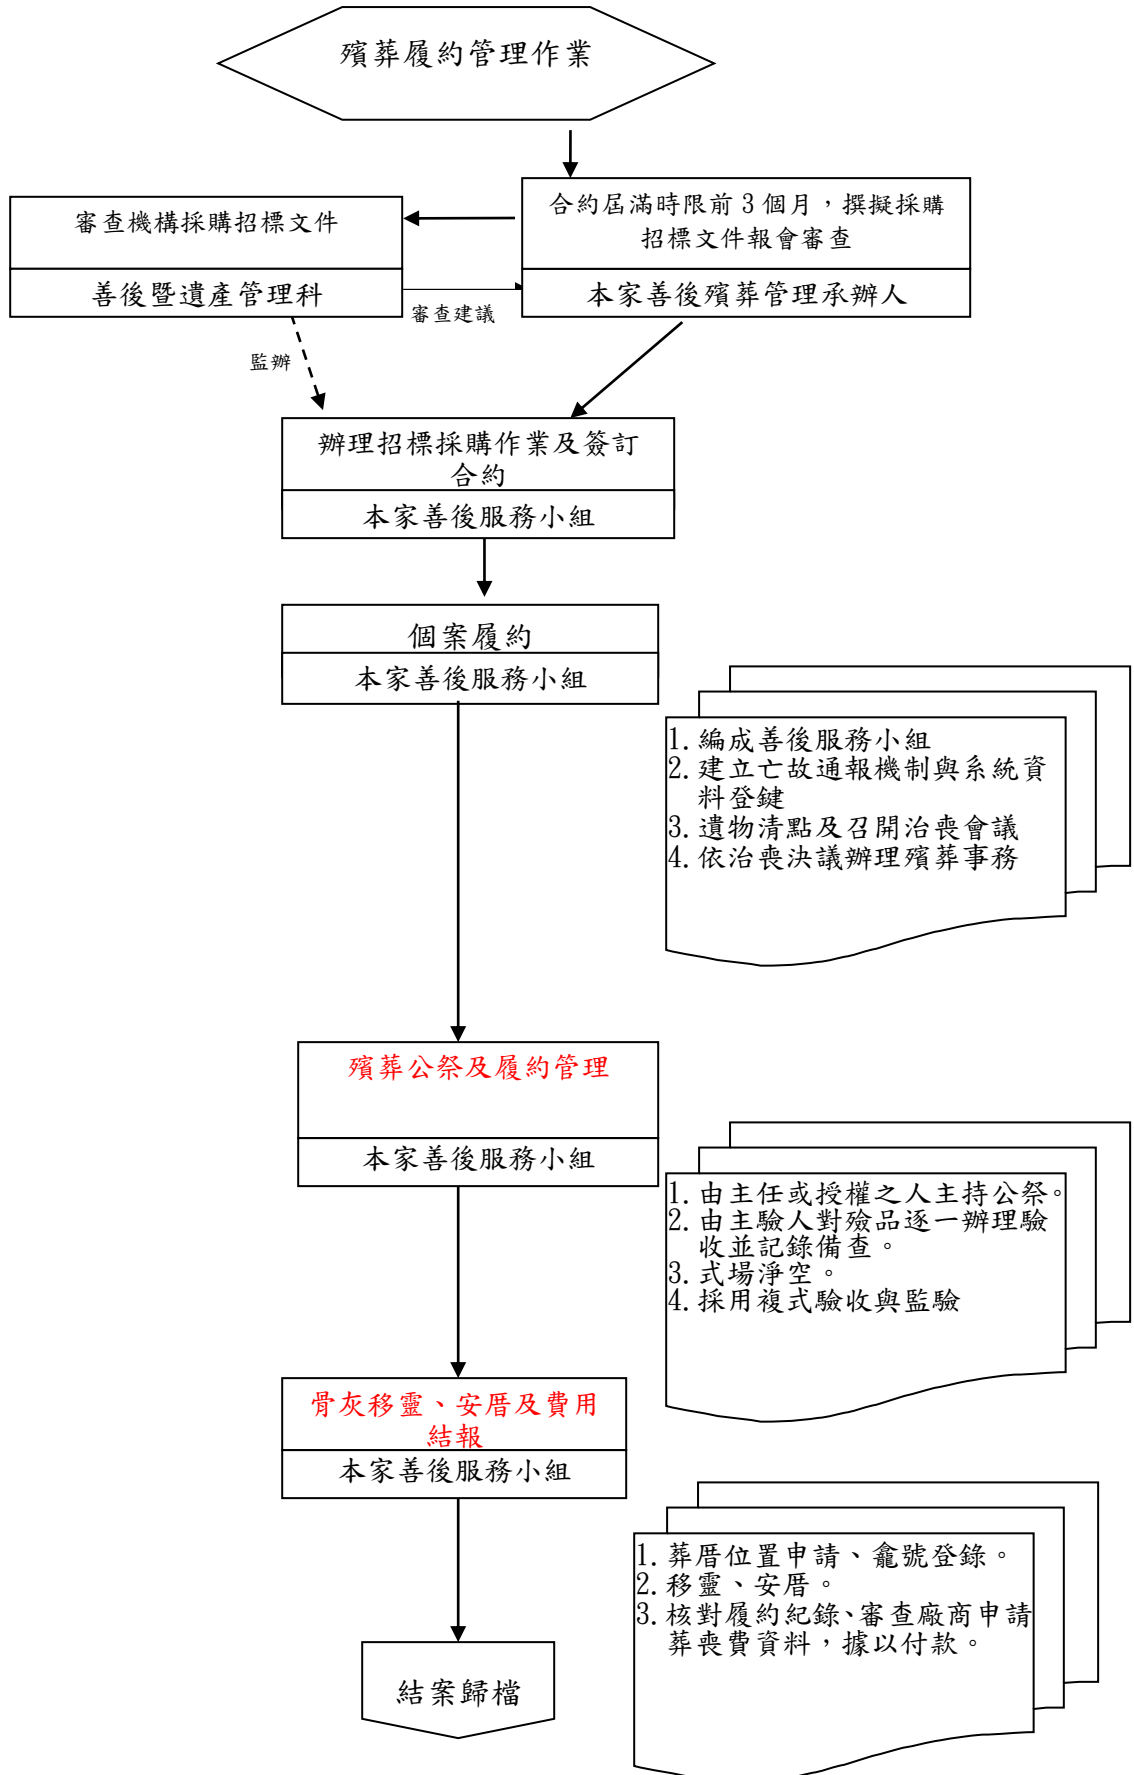 殯葬履約管理作業
合約屆滿時限前 3 個月，撰擬採購
招標文件報會審查
本家善後殯葬管理承辦人
審查機構採購招標文件
善後暨遺產管理科
審查建議
監辦
辦理招標採購作業及簽訂
合約
本家善後服務小組
個案履約
本家善後服務小組
1. 編成善後服務小組
2. 建立亡故通報機制與系統資
料登鍵
3. 遺物清點及召開治喪會議
4. 依治喪決議辦理殯葬事務
殯葬公祭及履約管理
本家善後服務小組
1. 由主任或授權之人主持公祭。
2. 由主驗人對殮品逐一辦理驗
收並記錄備查。
3. 式場淨空。
4. 採用複式驗收與監驗
骨灰移靈、安厝及費用
結報
本家善後服務小組
1. 葬厝位置申請、龕號登錄。
2. 移靈、安厝。
3. 核對履約紀錄、審查廠商申請
葬喪費資料，據以付款。
結案歸檔